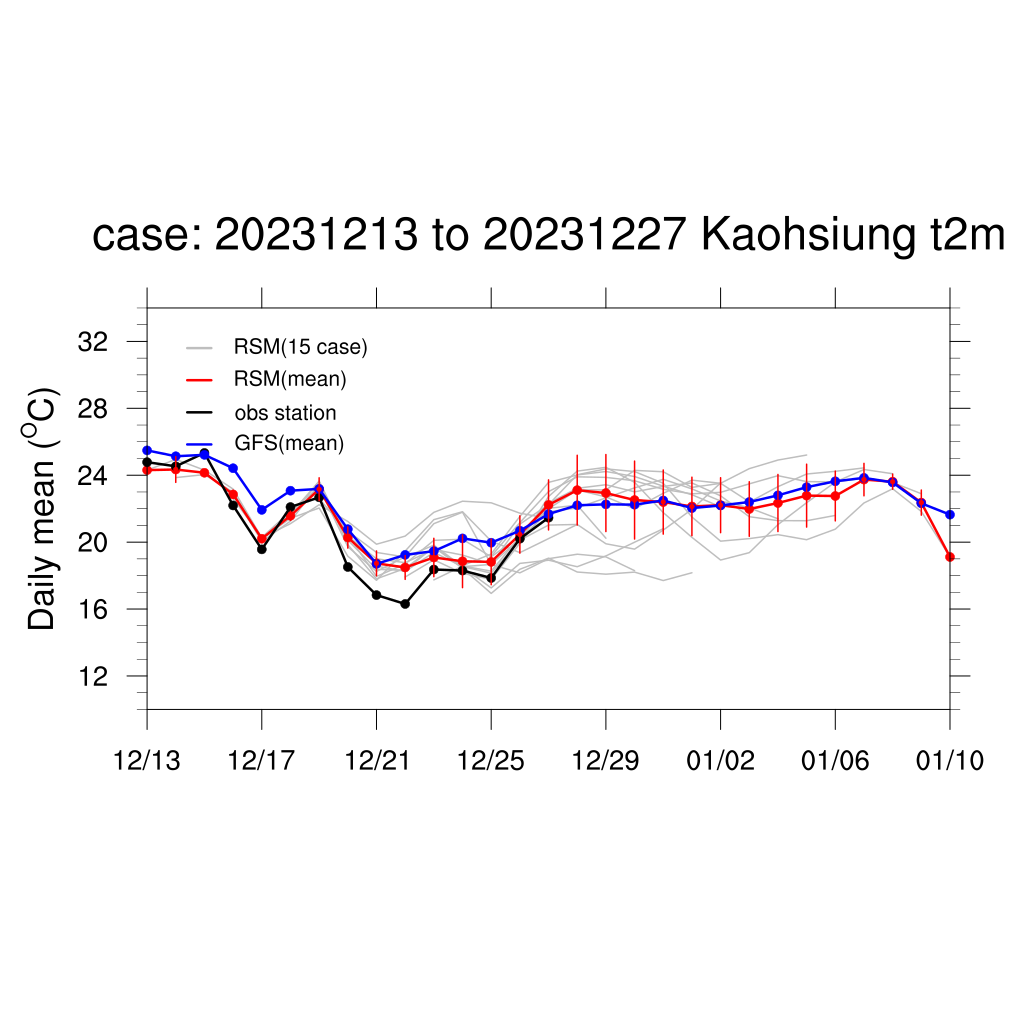 case: 20231213 to 20231227 Kaohsiung t2m
Daily mean (°C)
32
28
24
20
16
12
RSM(15 case)
RSM(mean)
obs station
GFS(mean)
12/13 12/17 12/21 12/25 12/29 01/02 01/06 01/10